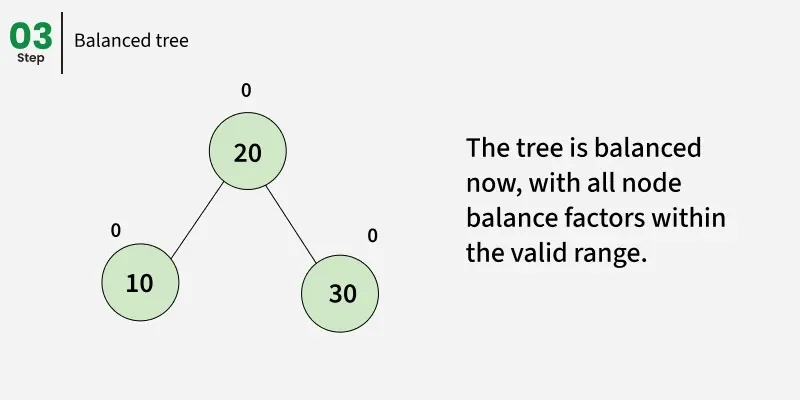 03
Step
Balanced tree
0
20
0
0
10
30
The tree is balanced
now, with all node
balance factors within
the valid range.